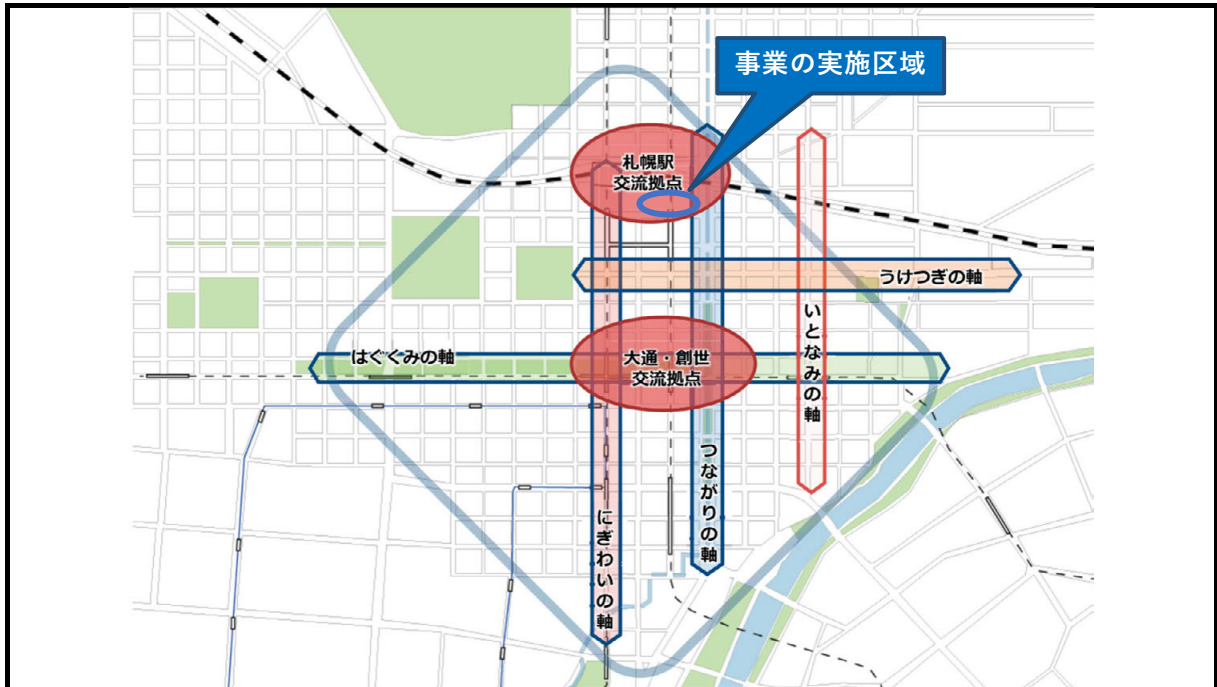 事業の実施区域
札幌駅
交流拠点
うけつぎの軸
いとなみの軸
はぐくみの軸
大通・創世
交流拠点
つながりの軸
にぎわいの軸